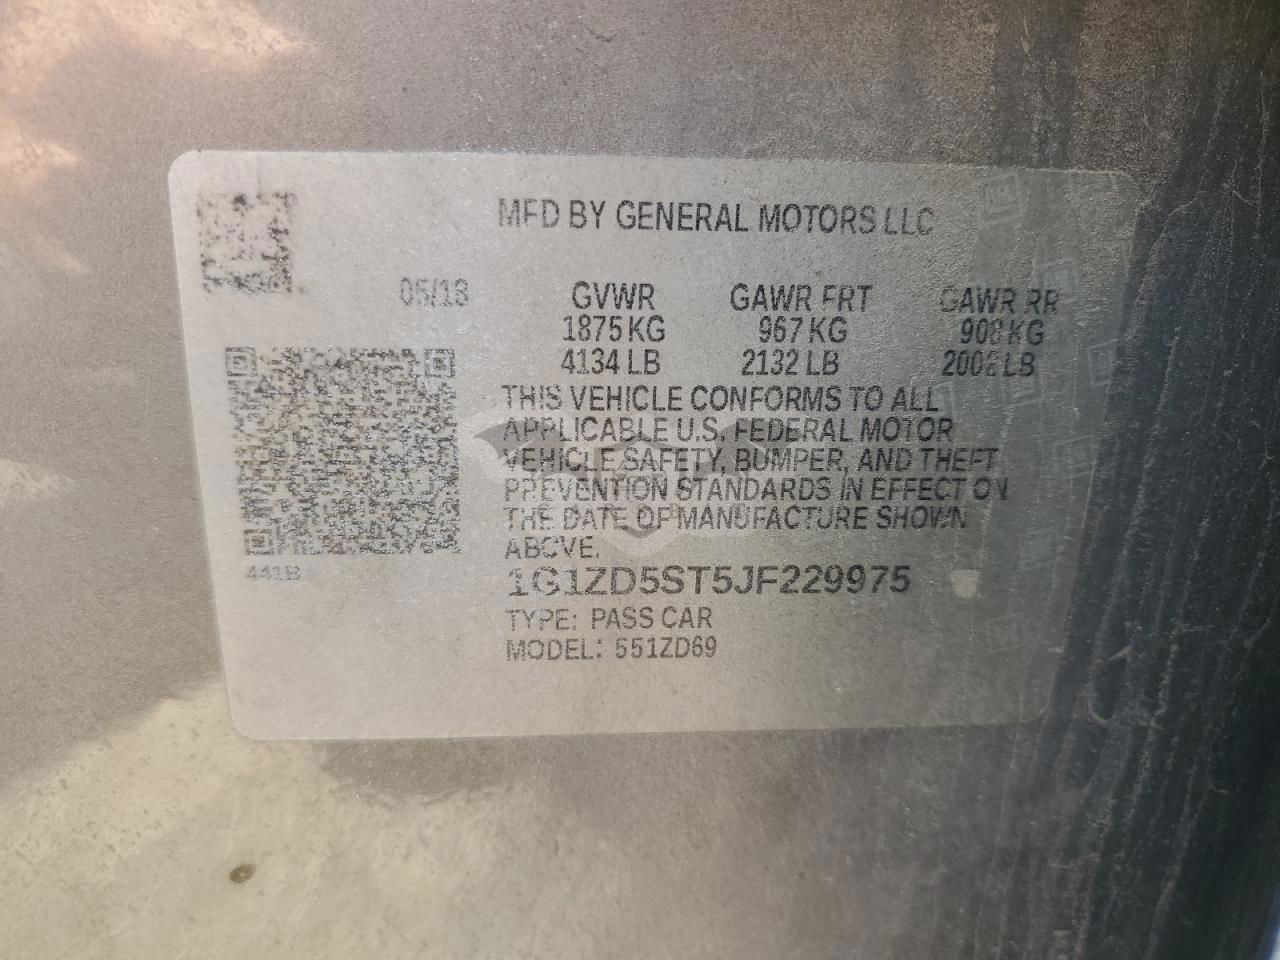 MFD BY GENERAL MOTORS LLC
05/18 GVWR GAWR FRT GAWR RR
1875 KG 967 KG 908 KG
4134 LB 2132 LB 2002 LB
THIS VEHICLE CONFORMS TO ALL
APPLICABLE U.S. FEDERAL MOTOR
VEHICLE SAFETY, BUMPER, AND THEFT
PREVENTION STANDARDS IN EFFECT ON
THE DATE OF MANUFACTURE SHOWN
ABOVE.
441B
1G1ZD5ST5JF229975
TYPE: PASS CAR
MODEL: 551ZD69